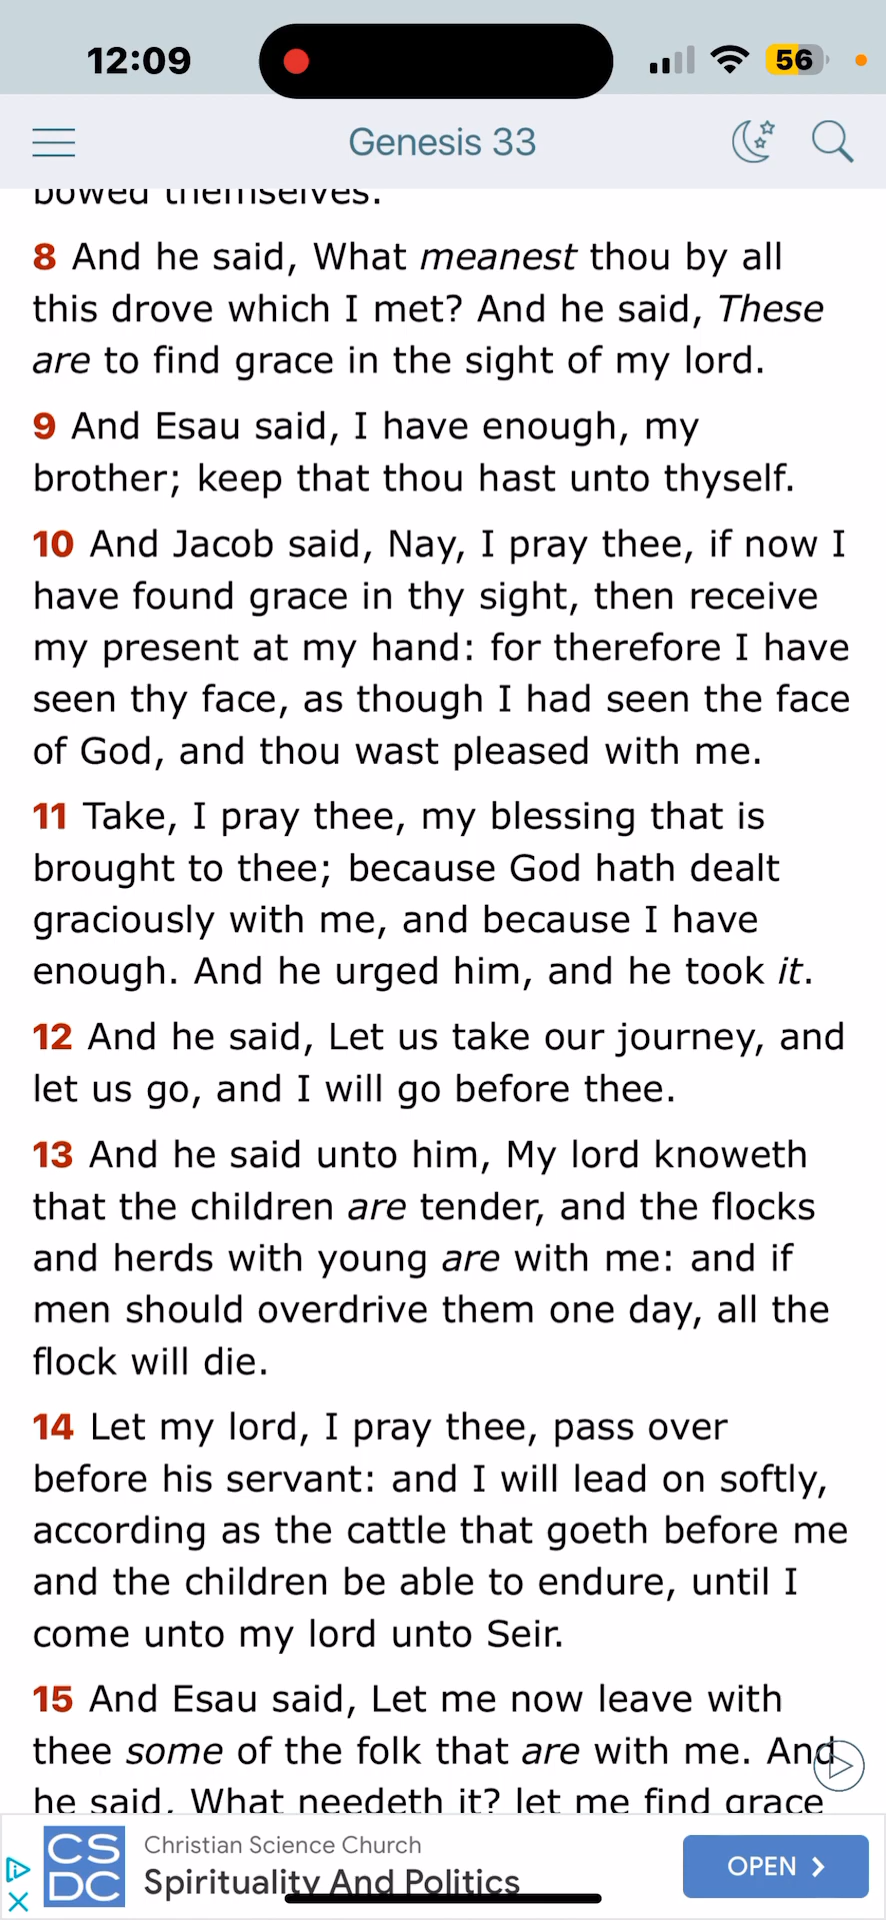 12:09
56
Genesis 33
bowed themselves.
8 And he said, What meanest thou by all
this drove which I met? And he said, These
are to find grace in the sight of my lord.
9 And Esau said, I have enough, my
brother; keep that thou hast unto thyself.
10 And Jacob said, Nay, I pray thee, if now I
have found grace in thy sight, then receive
my present at my hand: for therefore I have
seen thy face, as though I had seen the face
of God, and thou wast pleased with me.
11 Take, I pray thee, my blessing that is
brought to thee; because God hath dealt
graciously with me, and because I have
enough. And he urged him, and he took it.
12 And he said, Let us take our journey, and
let us go, and I will go before thee.
13 And he said unto him, My lord knoweth
that the children are tender, and the flocks
and herds with young are with me: and if
men should overdrive them one day, all the
flock will die.
14 Let my lord, I pray thee, pass over
before his servant: and I will lead on softly,
according as the cattle that goeth before me
and the children be able to endure, until I
come unto my lord unto Seir.
15 And Esau said, Let me now leave with
thee some of the folk that are with me. And
he said, What needeth it? let me find grace
CS
DC
Christian Science Church
Spirituality And Politics
OPEN